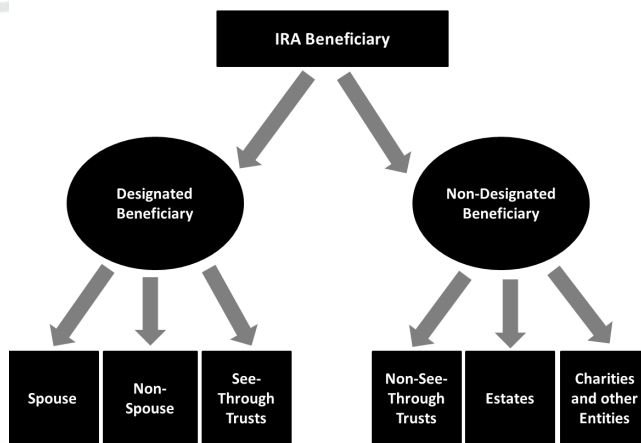 IRA Beneficiary
Designated
Beneficiary
Non-Designated
Beneficiary
Spouse
Non-
Spouse
See-
Through
Trusts
Non-See-
Through
Trusts
Estates
Charities
and other
Entities